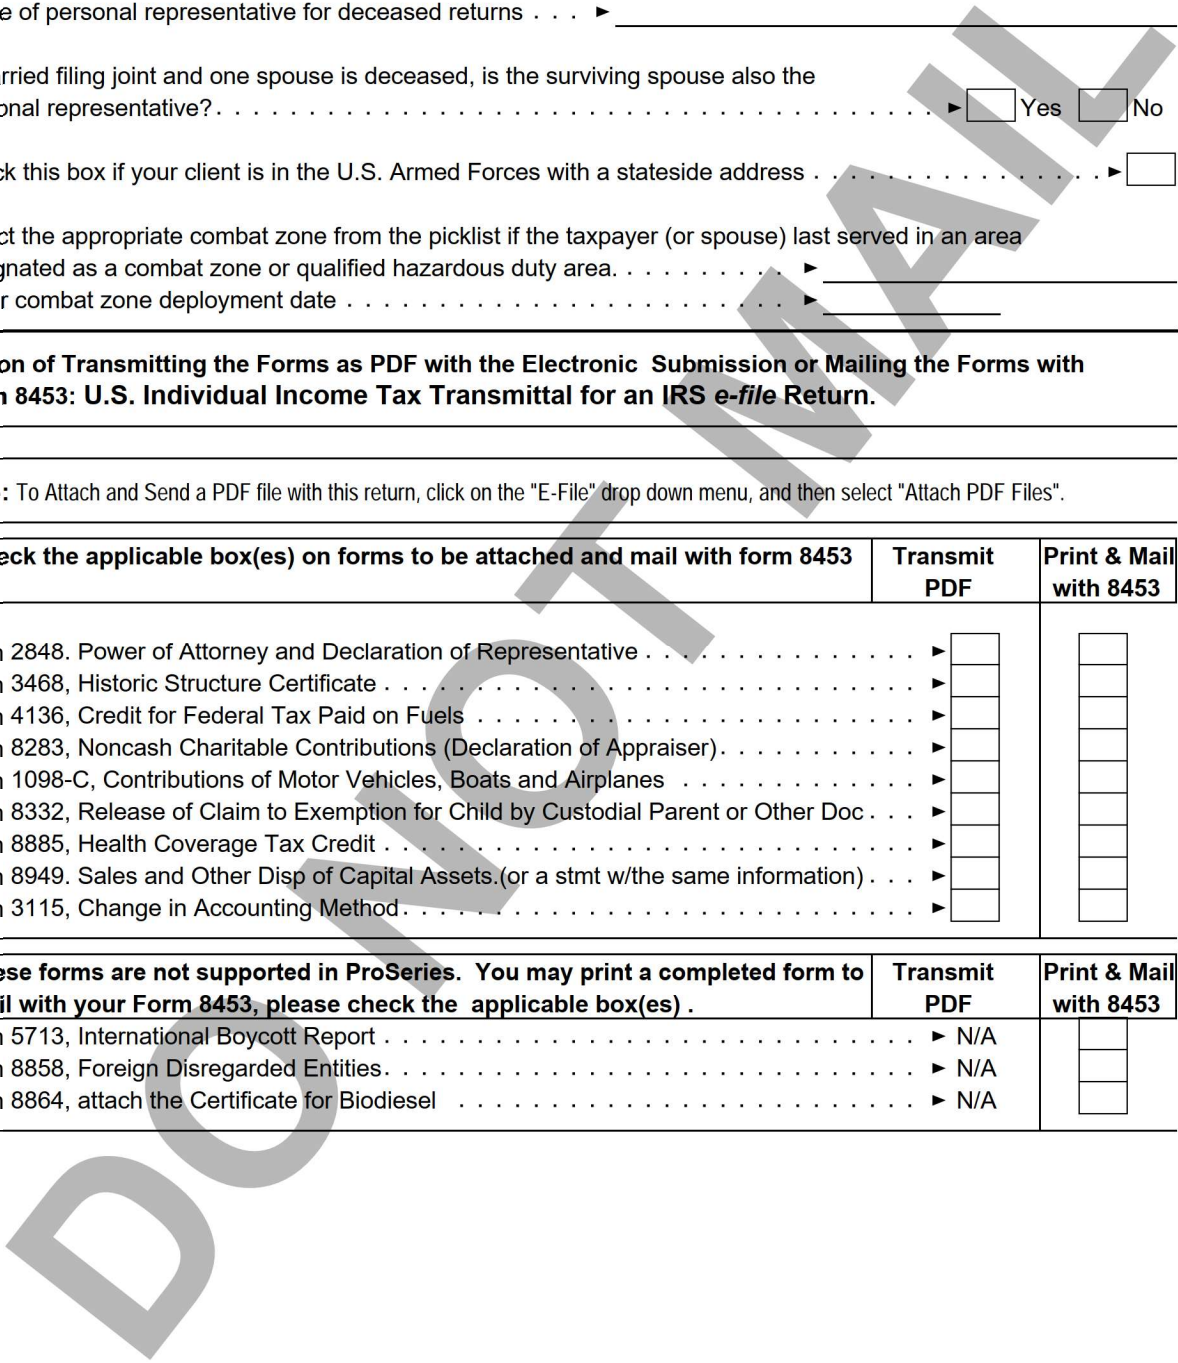 e of personal representative for deceased returns . . . ►
rried filing joint and one spouse is deceased, is the surviving spouse also the
onal representative? . . . . . . . . . . . . . . . . . . . . . . . . . . . . . . . . . . . . . . . ► Yes No
ck this box if your client is in the U.S. Armed Forces with a stateside address . . . . . . . . . . . . . . . . ►
ct the appropriate combat zone from the picklist if the taxpayer (or spouse) last served in an area
gnated as a combat zone or qualified hazardous duty area. . . . . . . . . . ►
r combat zone deployment date . . . . . . . . . . . . . . . . . . . . . . . . ►
on of Transmitting the Forms as PDF with the Electronic Submission or Mailing the Forms with
n 8453: U.S. Individual Income Tax Transmittal for an IRS e-file Return.
: To Attach and Send a PDF file with this return, click on the "E-File" drop down menu, and then select "Attach PDF Files".
eck the applicable box(es) on forms to be attached and mail with form 8453 Transmit Print & Mail
PDF with 8453
n 2848. Power of Attorney and Declaration of Representative . . . . . . . . . . . . . . . ►
n 3468, Historic Structure Certificate . . . . . . . . . . . . . . . . . . . . . . . . . . . . . ►
n 4136, Credit for Federal Tax Paid on Fuels . . . . . . . . . . . . . . . . . . . . . . . . ►
n 8283, Noncash Charitable Contributions (Declaration of Appraiser) . . . . . . . . . . . ►
n 1098-C, Contributions of Motor Vehicles, Boats and Airplanes . . . . . . . . . . . . . ►
n 8332, Release of Claim to Exemption for Child by Custodial Parent or Other Doc . . . ►
n 8885, Health Coverage Tax Credit . . . . . . . . . . . . . . . . . . . . . . . . . . . . . ►
n 8949. Sales and Other Disp of Capital Assets.(or a stmt w/the same information) . . . ►
n 3115, Change in Accounting Method . . . . . . . . . . . . . . . . . . . . . . . . . . . . ►
ese forms are not supported in ProSeries. You may print a completed form to Transmit Print & Mail
il with your Form 8453, please check the applicable box(es) . PDF with 8453
n 5713, International Boycott Report . . . . . . . . . . . . . . . . . . . . . . . . . . . . . ► N/A
n 8858, Foreign Disregarded Entities . . . . . . . . . . . . . . . . . . . . . . . . . . . . . ► N/A
n 8864, attach the Certificate for Biodiesel . . . . . . . . . . . . . . . . . . . . . . . . . ► N/A
DO NOT MAIL